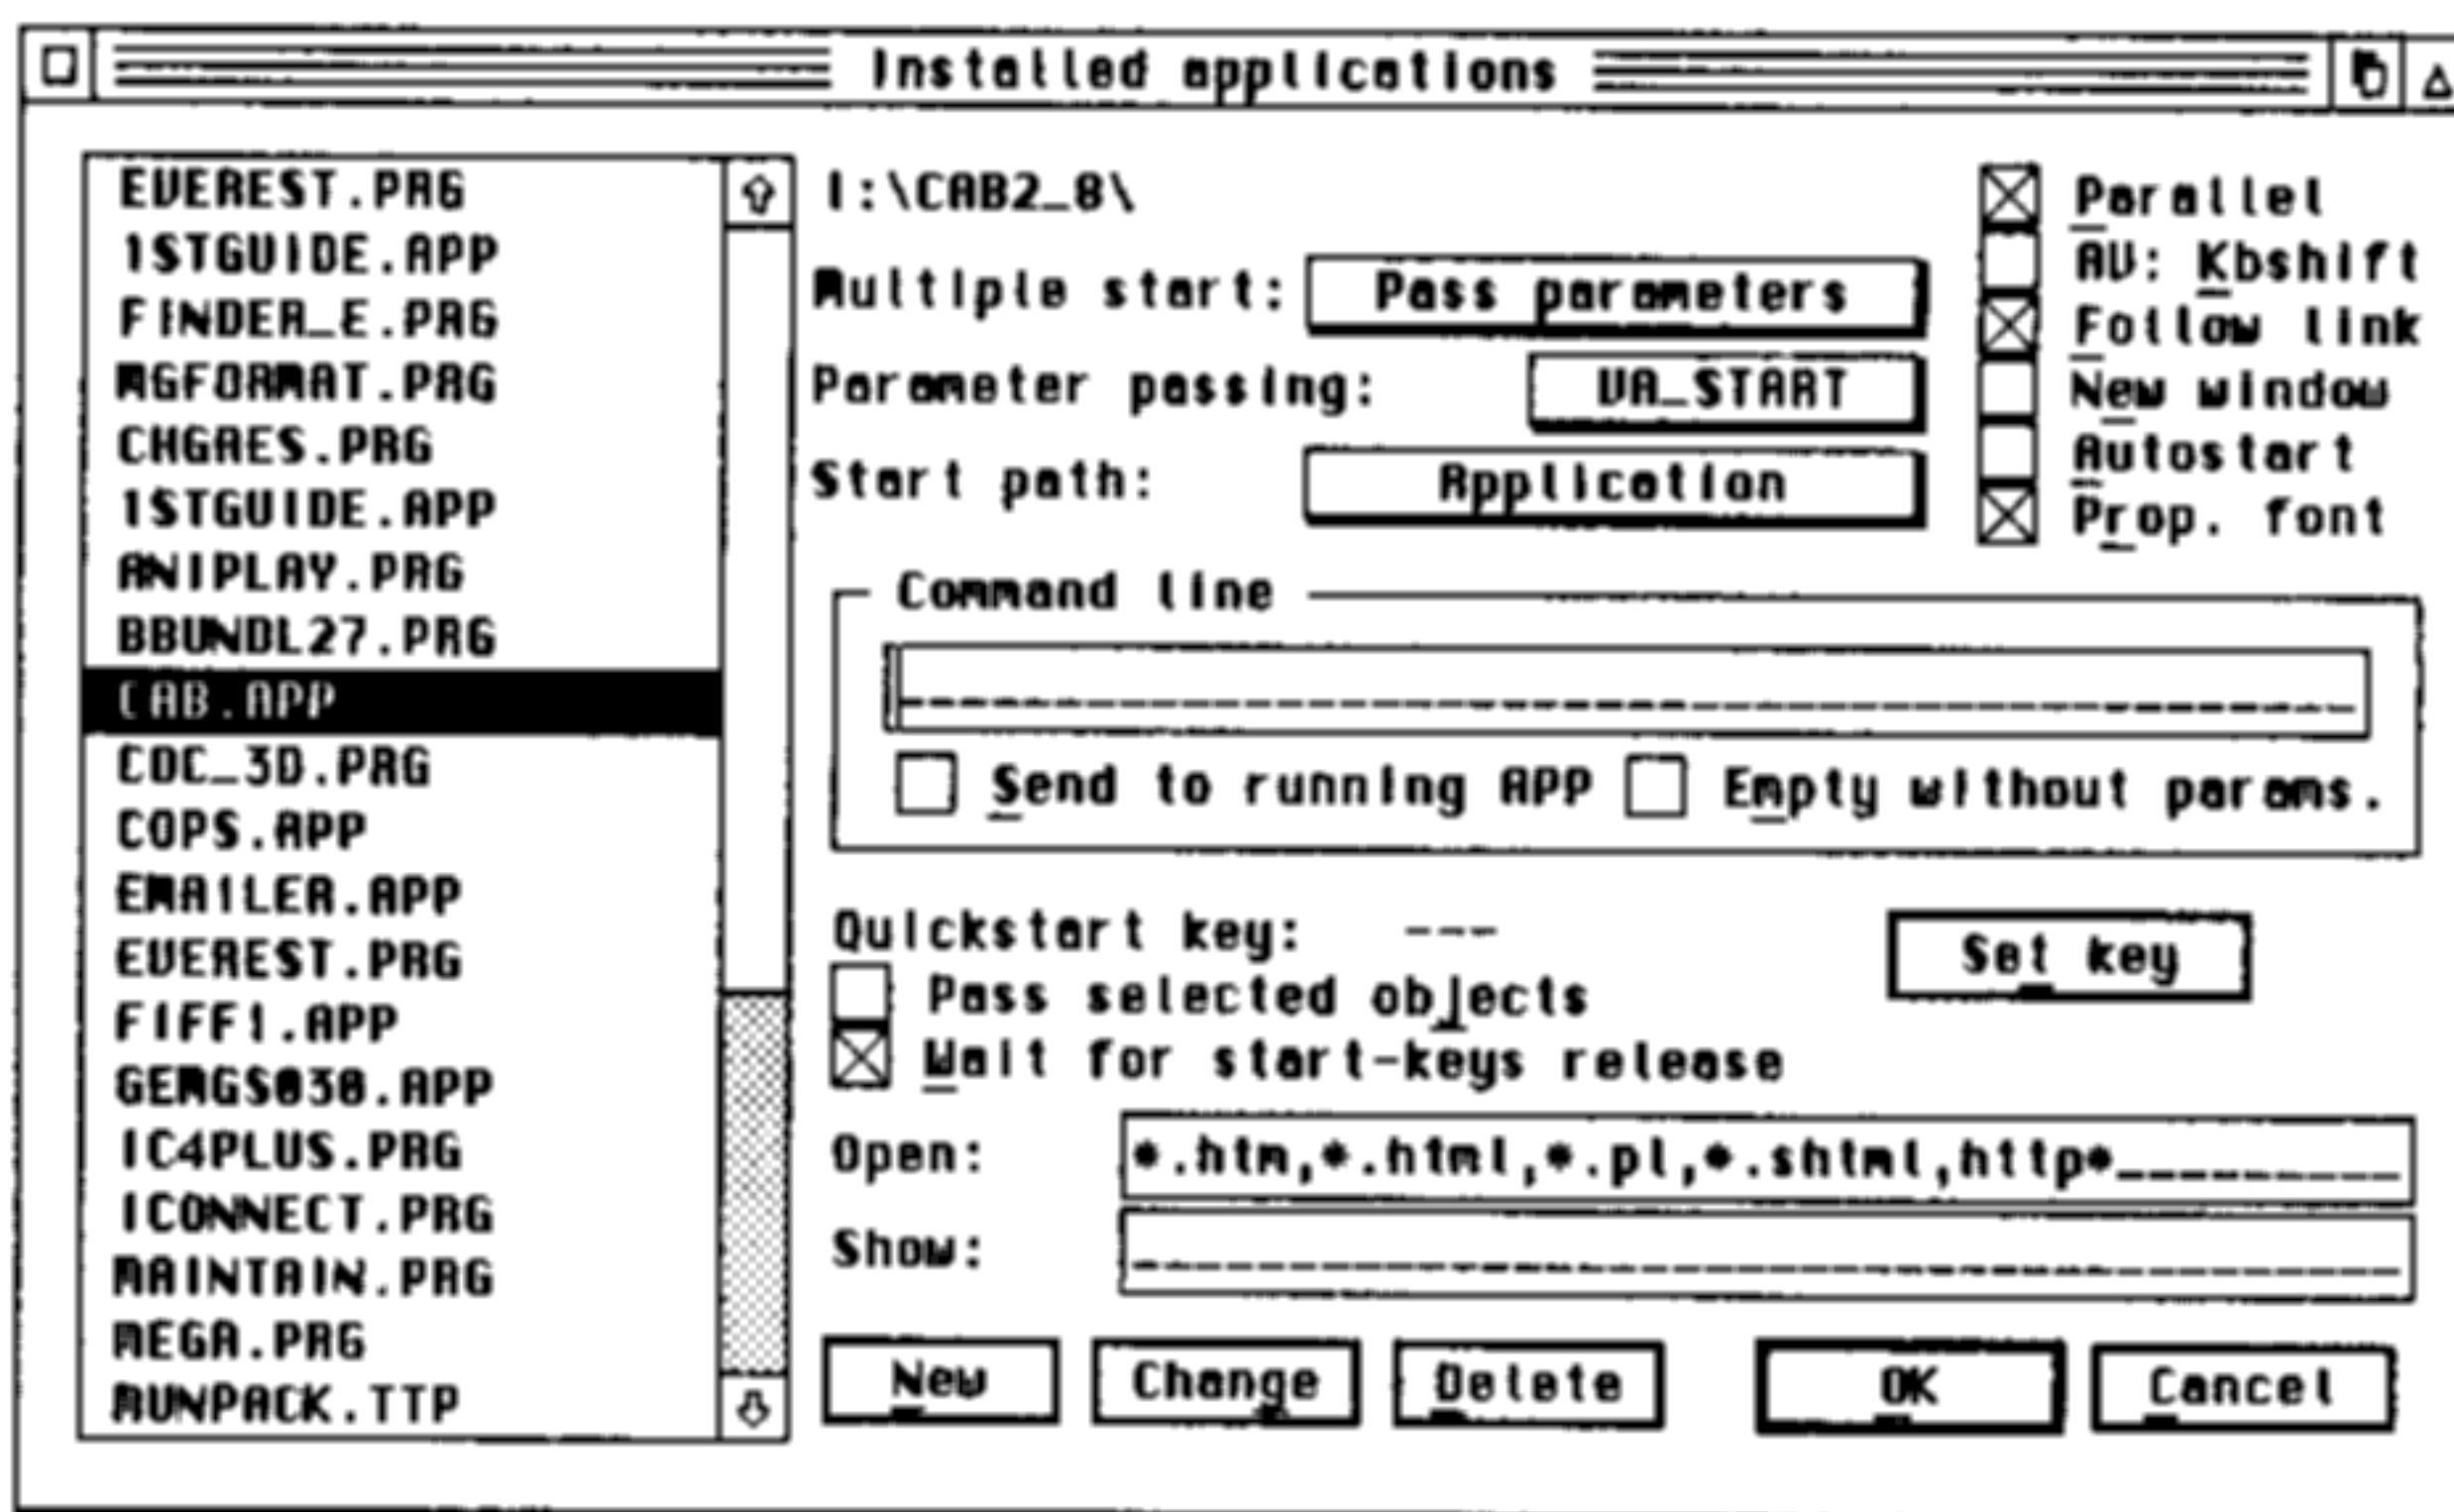 Installed applications
EVEREST.PRG
1STGUIDE.APP
FINDER_E.PRG
MGFORMAT.PRG
CHGRES.PRG
1STGUIDE.APP
ANIPLAY.PRG
BBUNDL27.PRG
CAB.APP
COC_3D.PRG
COPS.APP
EMAILER.APP
EVEREST.PRG
FIFFI.APP
GEMGS030.APP
IC4PLUS.PRG
ICONNECT.PRG
MAINTAIN.PRG
MEGA.PRG
MUNPACK.TTP
I:\CAB2_8\
Multiple start: Pass parameters
Parameter passing: VA_START
Start path: Application
Parallel
AV: Kbshift
Follow link
New window
Autostart
Prop. font
Command line
Send to running APP Empty without params.
Quickstart key: --- Set key
Pass selected objects
Wait for start-keys release
Open: *.htm,*.html,*.pl,*.shtml,http*
Show:
New Change Delete OK Cancel